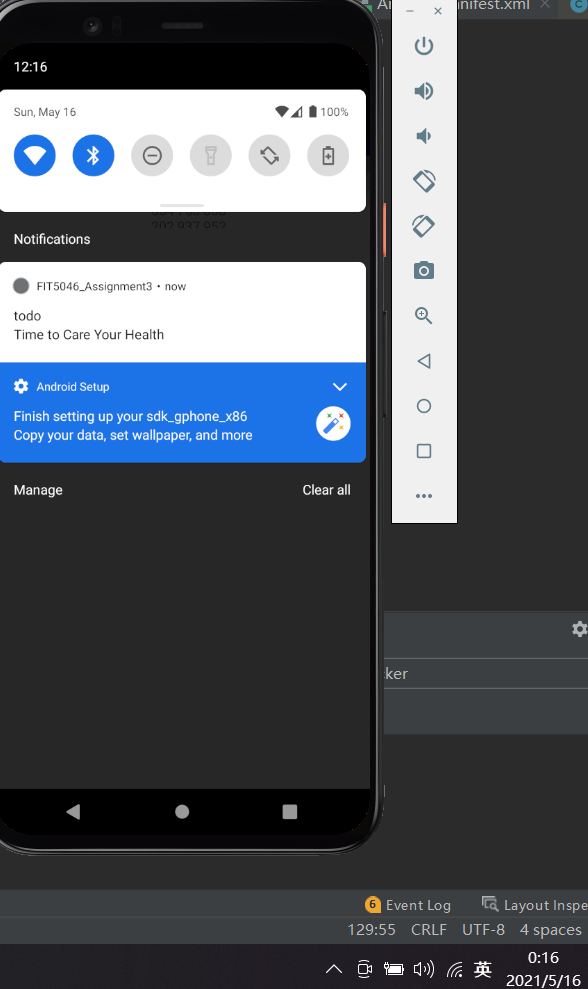 12:16
Sun, May 16
100%
Notifications
FIT5046_Assignment3 • now
todo
Time to Care Your Health
Android Setup
Finish setting up your sdk_gphone_x86
Copy your data, set wallpaper, and more
Manage
Clear all
nifest.xml
ker
6 Event Log
Layout Inspe
129:55 CRLF UTF-8 4 spaces
英
0:16
2021/5/16